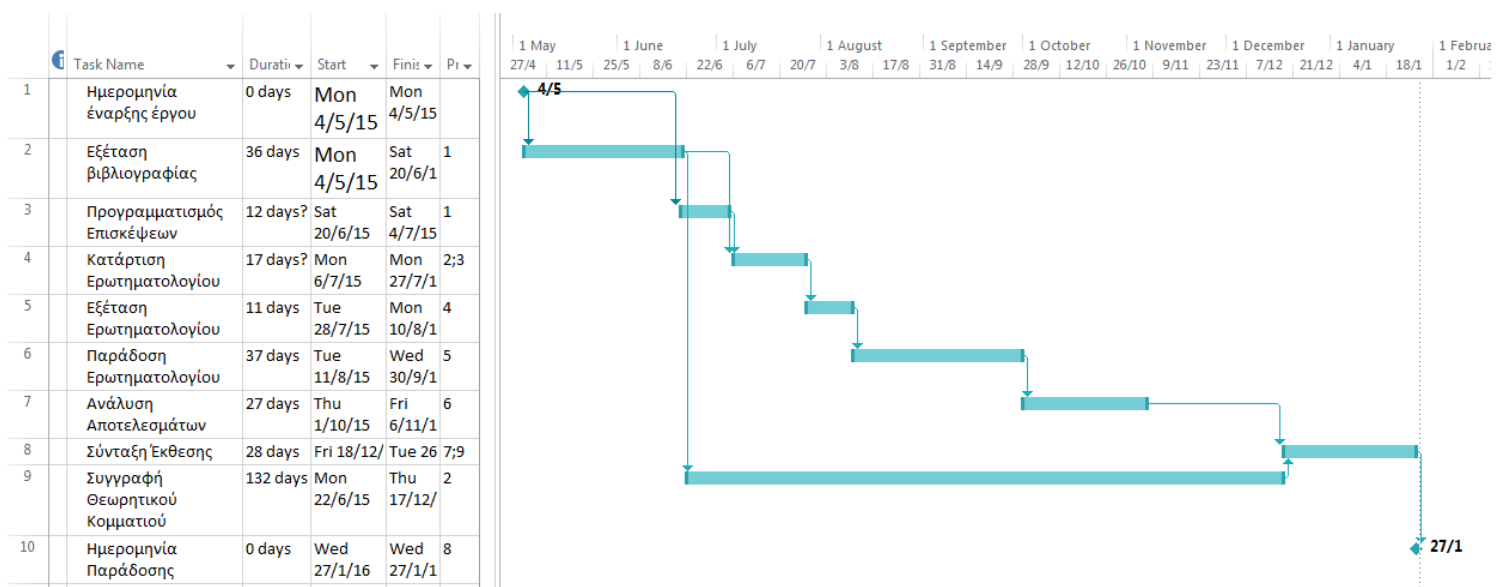 1 May 1 June 1 July 1 August 1 September 1 October 1 November 1 December 1 January 1 Februa
Task Name Duratio Start Finis Pr 27/4 11/5 25/5 8/6 22/6 6/7 20/7 3/8 17/8 31/8 14/9 28/9 12/10 26/10 9/11 23/11 7/12 21/12 4/1 18/1 1/2
1 Ημερομηνία 0 days Mon Mon 4/5
έναρξης έργου 4/5/15 4/5/15
2 Εξέταση 36 days Mon Sat 1
βιβλιογραφίας 4/5/15 20/6/1
3 Προγραμματισμός 12 days? Sat Sat 1
Επισκέψεων 20/6/15 4/7/15
4 Κατάρτιση 17 days? Mon Mon 2;3
Ερωτηματολογίου 6/7/15 27/7/1
5 Εξέταση 11 days Tue Mon 4
Ερωτηματολογίου 28/7/15 10/8/1
6 Παράδοση 37 days Tue Wed 5
Ερωτηματολογίου 11/8/15 30/9/1
7 Ανάλυση 27 days Thu Fri 6
Αποτελεσμάτων 1/10/15 6/11/1
8 Σύνταξη Έκθεσης 28 days Fri 18/12/ Tue 26 7;9
9 Συγγραφή 132 days Mon Thu 2
Θεωρητικού 22/6/15 17/12/
Κομματιού
10 Ημερομηνία 0 days Wed Wed 8 27/1
Παράδοσης 27/1/16 27/1/1